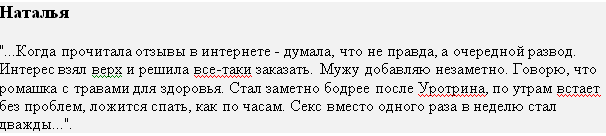 Наталья
"...Когда прочитала отзывы в интернете - думала, что не правда, а очередной развод.
Интерес взял верх и решила все-таки заказать. Мужу добавляю незаметно. Говорю, что
ромашка с травами для здоровья. Стал заметно бодрее после Уротрина, по утрам встает
без проблем, ложится спать, как по часам. Секс вместо одного раза в неделю стал
дважды...".